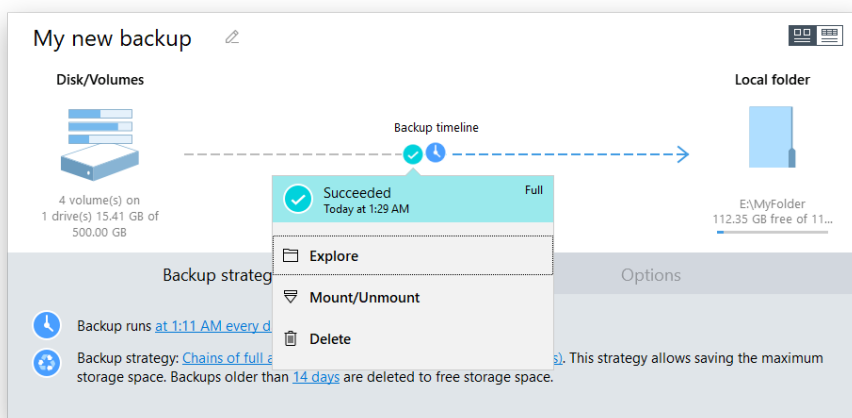 My new backup
Disk/Volumes
Local folder
Backup timeline
4 volume(s) on
1 drive(s) 15.41 GB of
500.00 GB
Succeeded
Full
Today at 1:29 AM
E:\MyFolder
112.35 GB free of 11...
Explore
Mount/Unmount
Delete
Backup strateg
Options
Backup runs at 1:11 AM every d
Backup strategy: Chains of full a s). This strategy allows saving the maximum
storage space. Backups older than 14 days are deleted to free storage space.